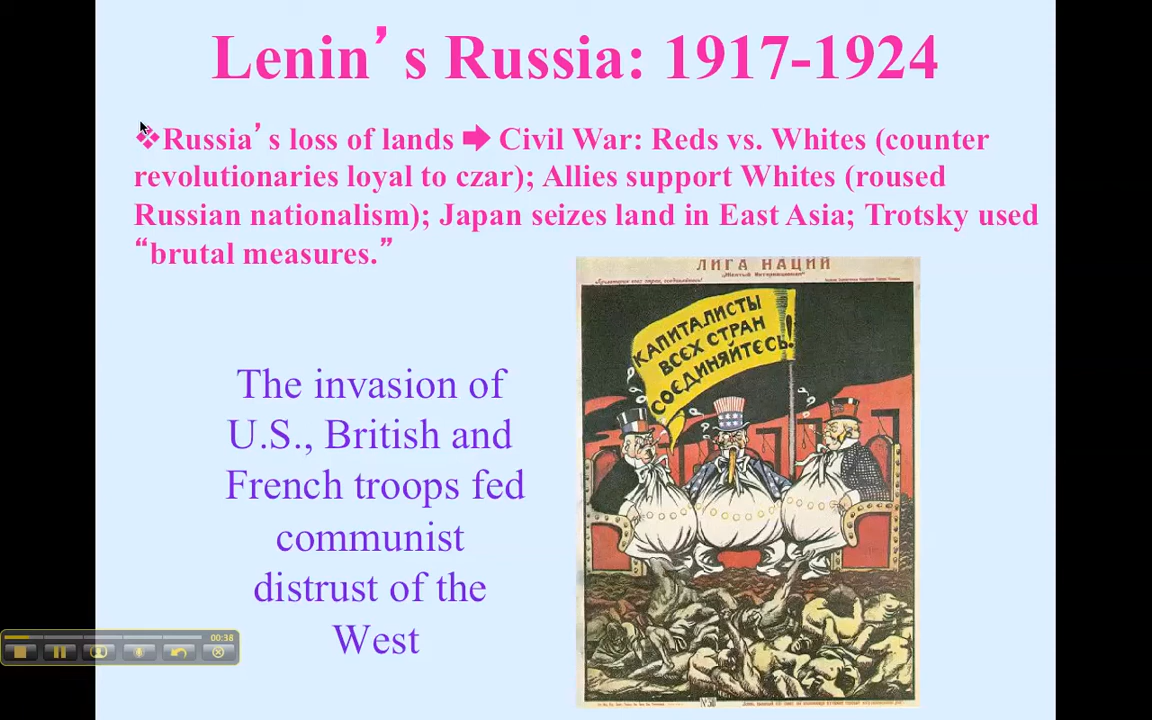 Lenin’s Russia: 1917-1924
❖Russia’s loss of lands ➡ Civil War: Reds vs. Whites (counter
revolutionaries loyal to czar); Allies support Whites (roused
Russian nationalism); Japan seizes land in East Asia; Trotsky used
“brutal measures.”
ЛИГА НАЦИЙ
КАПИТАЛИСТЫ
ВСЕХ СТРАН
СОЕДИНЯЙТЕСЬ!
The invasion of
U.S., British and
French troops fed
communist
distrust of the
West
00:38